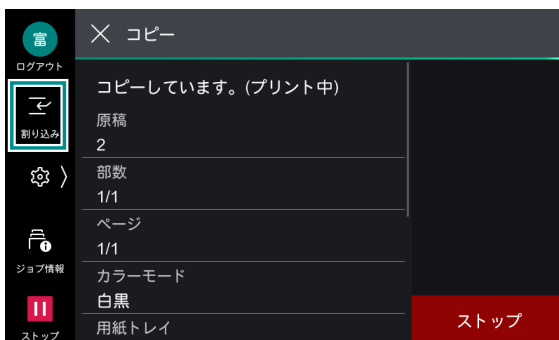 富
ログアウト
割り込み
ジョブ情報
ストップ
コピー
コピーしています。(プリント中)
原稿
2
部数
1/1
ページ
1/1
カラーモード
白黒
用紙トレイ
ストップ